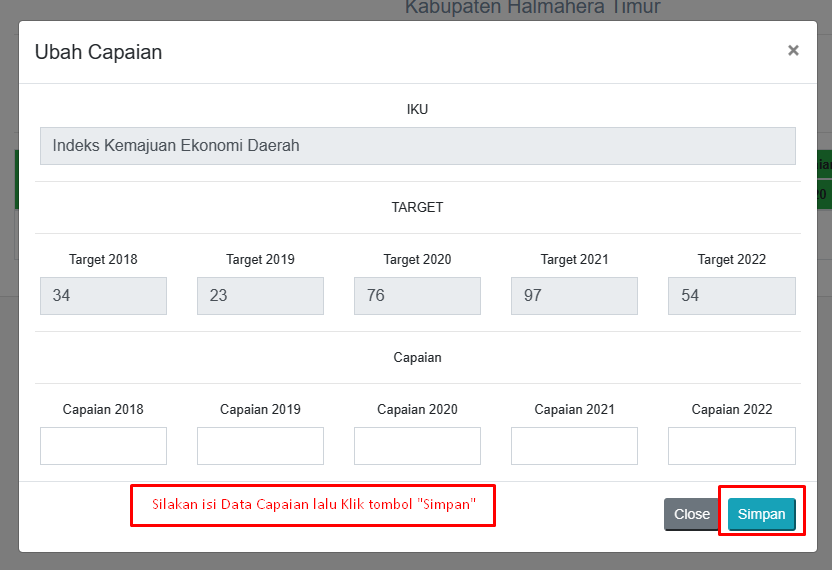 Kabupaten Halmahera Timur
Ubah Capaian ×
IKU
Indeks Kemajuan Ekonomi Daerah
TARGET
Target 2018 Target 2019 Target 2020 Target 2021 Target 2022
34 23 76 97 54
Capaian
Capaian 2018 Capaian 2019 Capaian 2020 Capaian 2021 Capaian 2022
Silakan isi Data Capaian lalu Klik tombol "Simpan"
Close Simpan